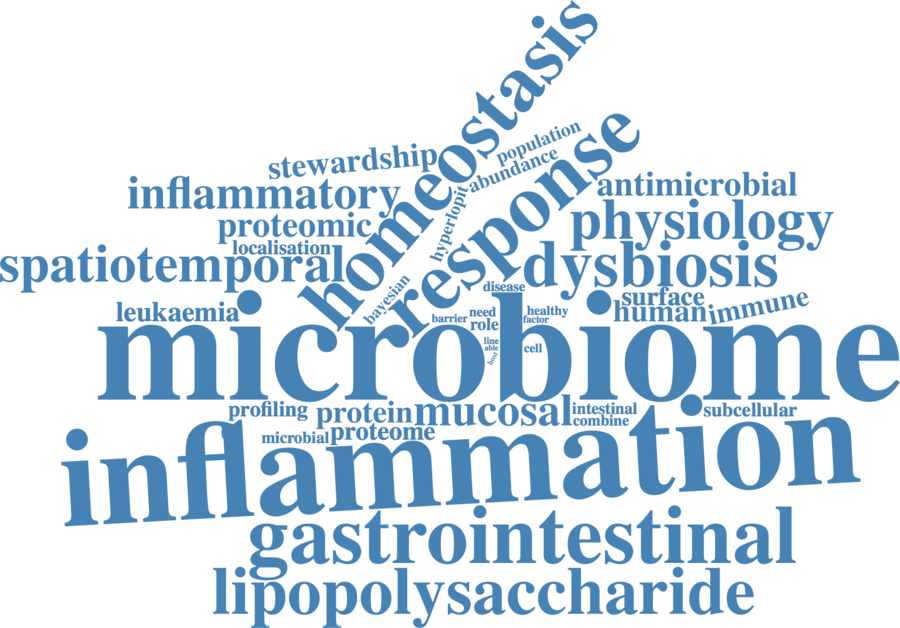 homeostasis
response
population
abundance
stewardship
inflammatory
antimicrobial
proteomic
physiology
hyperlopit
localisation
spatiotemporal
dysbiosis
bayesian
disease
surface
leukaemia
human
immune
barrier
need
healthy
factor
role
microbiome
line
able
cell
host
profiling
protein
mucosal
intestinal
combine
subcellular
microbial
proteome
inflammation
gastrointestinal
lipopolysaccharide